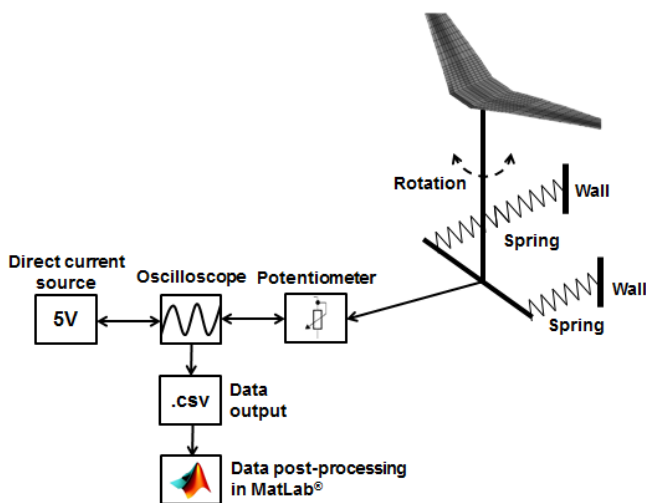 Rotation
Wall
Spring
Wall
Spring
Direct current
source
Oscilloscope
Potentiometer
5V
.csv
Data
output
Data post-processing
in MatLab®